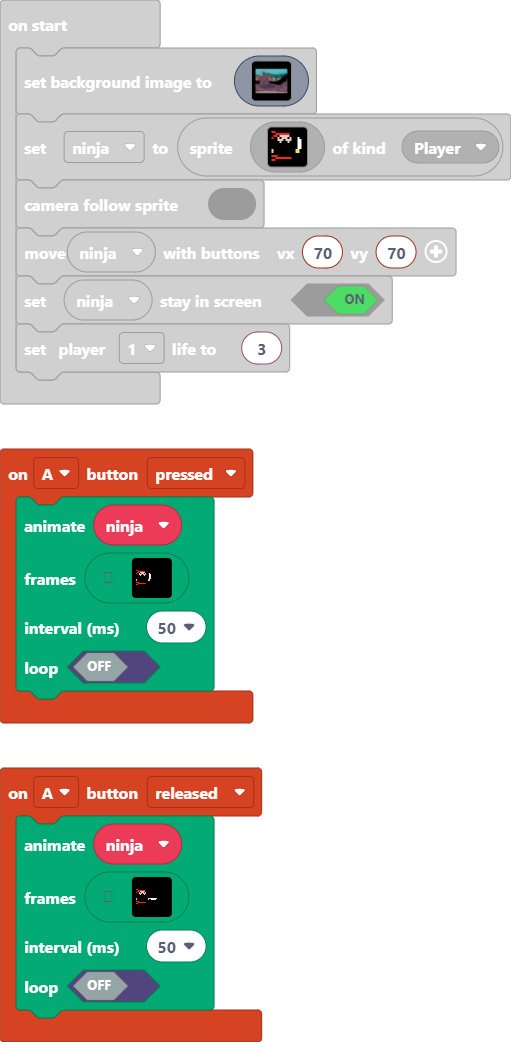 on start
set background image to
set ninja to sprite of kind Player
camera follow sprite
move ninja with buttons vx 70 vy 70
set ninja stay in screen ON
set player 1 life to 3
on A button pressed
animate ninja
frames
interval (ms) 50
loop OFF
on A button released
animate ninja
frames
interval (ms) 50
loop OFF